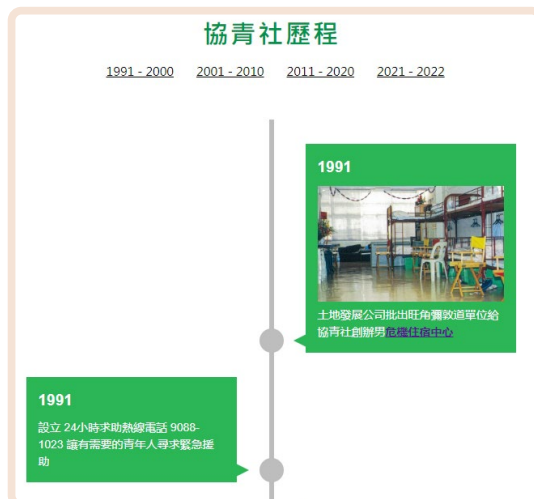 協青社歷程
1991 - 2000 2001 - 2010 2011 - 2020 2021 - 2022
1991
土地發展公司批出旺角彌敦道單位給
協青社創辦男危機住宿中心
1991
設立 24小時求助熱線電話 9088-
1023 讓有需要的青年人尋求緊急援
助